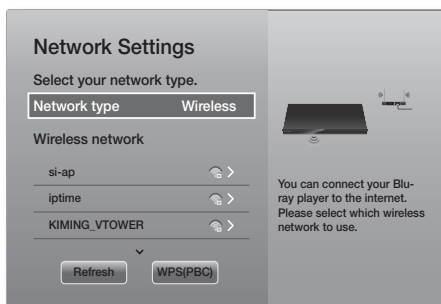 Network Settings
Select your network type.
Network type Wireless
Wireless network
si-ap
iptime
KIMING_VTOWER
Refresh WPS(PBC)
You can connect your Blu-
ray player to the internet.
Please select which wireless
network to use.